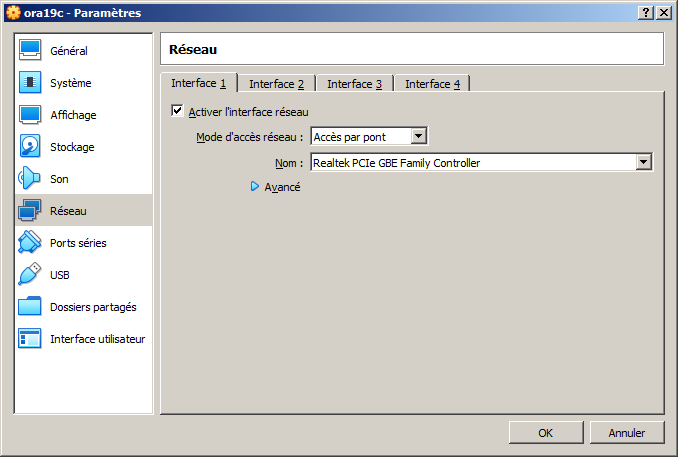 ora19c - Paramètres
Général
Système
Affichage
Stockage
Son
Réseau
Ports séries
USB
Dossiers partagés
Interface utilisateur
Réseau
Interface 1 Interface 2 Interface 3 Interface 4
Activer l'interface réseau
Mode d'accès réseau : Accès par pont
Nom : Realtek PCIe GBE Family Controller
Avancé
OK Annuler